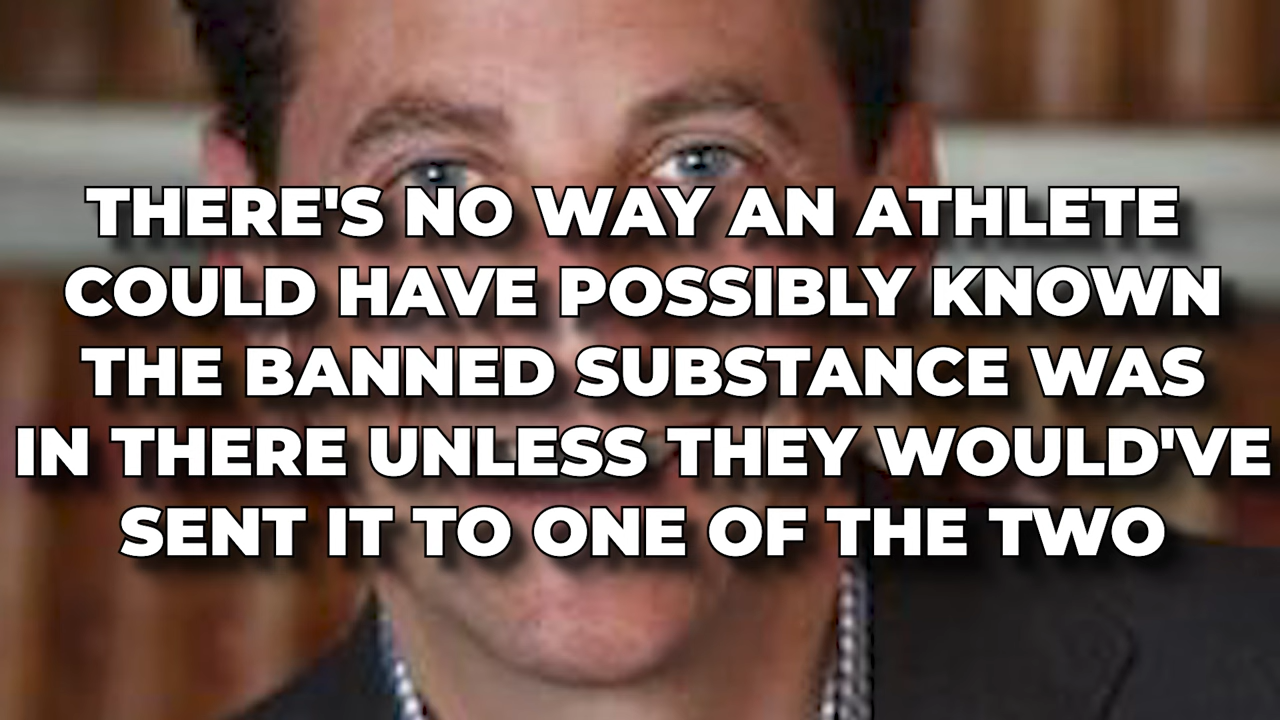 THERE'S NO WAY AN ATHLETE
COULD HAVE POSSIBLY KNOWN
THE BANNED SUBSTANCE WAS
IN THERE UNLESS THEY WOULD'VE
SENT IT TO ONE OF THE TWO